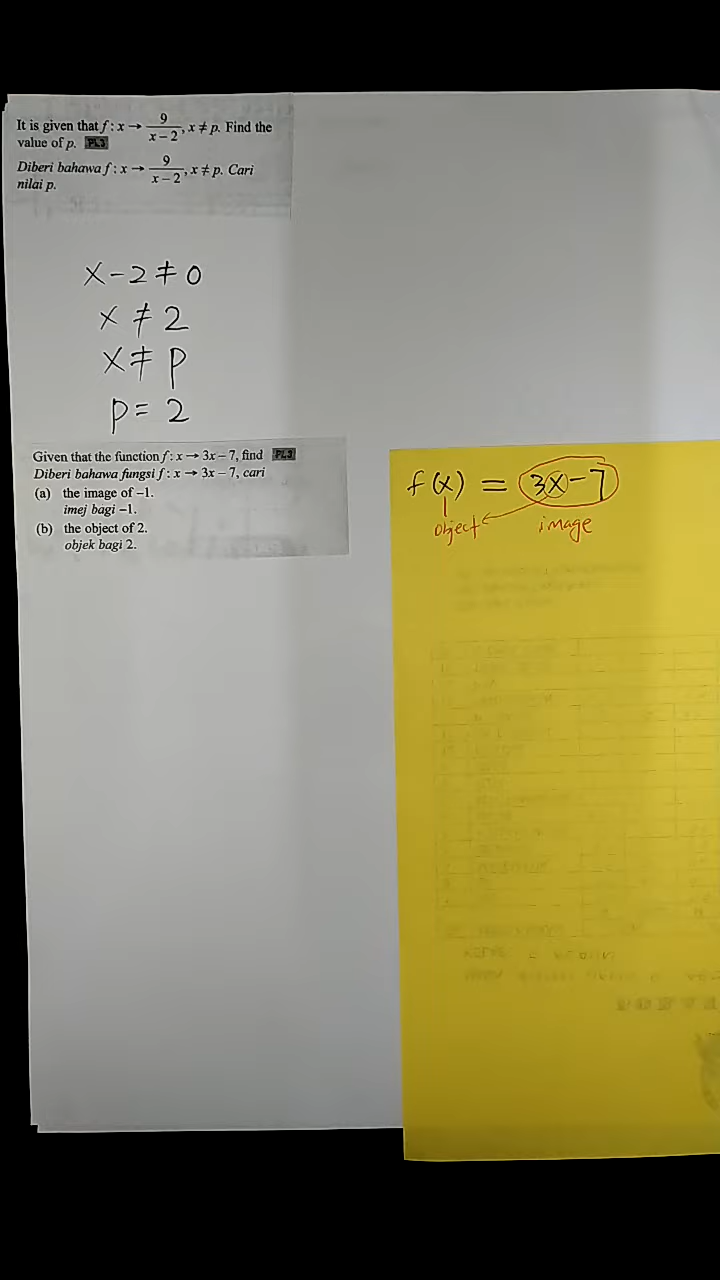 It is given that f : x → 9/(x – 2), x ≠ p. Find the
value of p. PL3
Diberi bahawa f : x → 9/(x – 2), x ≠ p. Cari
nilai p.
x – 2 ≠ 0
x ≠ 2
x ≠ p
p = 2
Given that the function f : x → 3x – 7, find PL3
Diberi bahawa fungsi f : x → 3x – 7, cari
(a) the image of –1.
imej bagi –1.
(b) the object of 2.
objek bagi 2.
f(x) = 3x – 7
object image